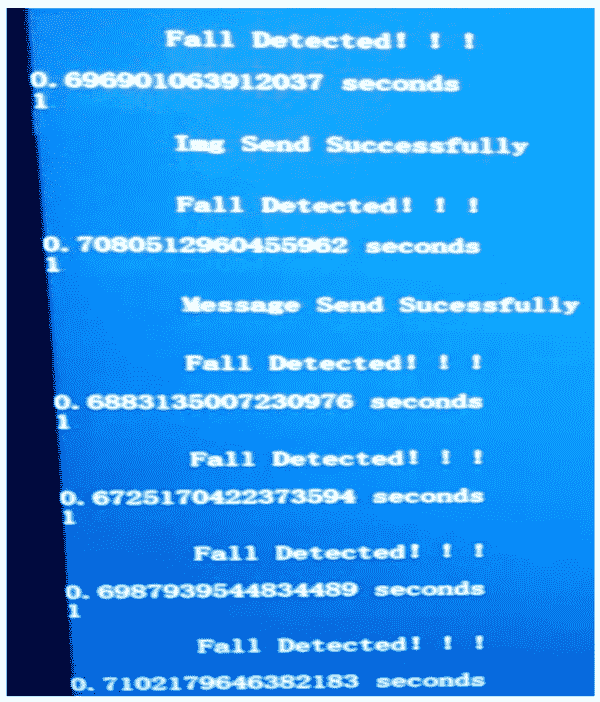 Fall Detected! ! !
0.696901063912037 seconds
1
Img Send Successfully
Fall Detected! ! !
0.7080512960455962 seconds
1
Message Send Sucessfully
Fall Detected! ! !
0.6883135007230976 seconds
1
Fall Detected! ! !
0.6725170422373594 seconds
1
Fall Detected! ! !
0.6987939544834489 seconds
1
Fall Detected! ! !
0.7102179646382183 seconds